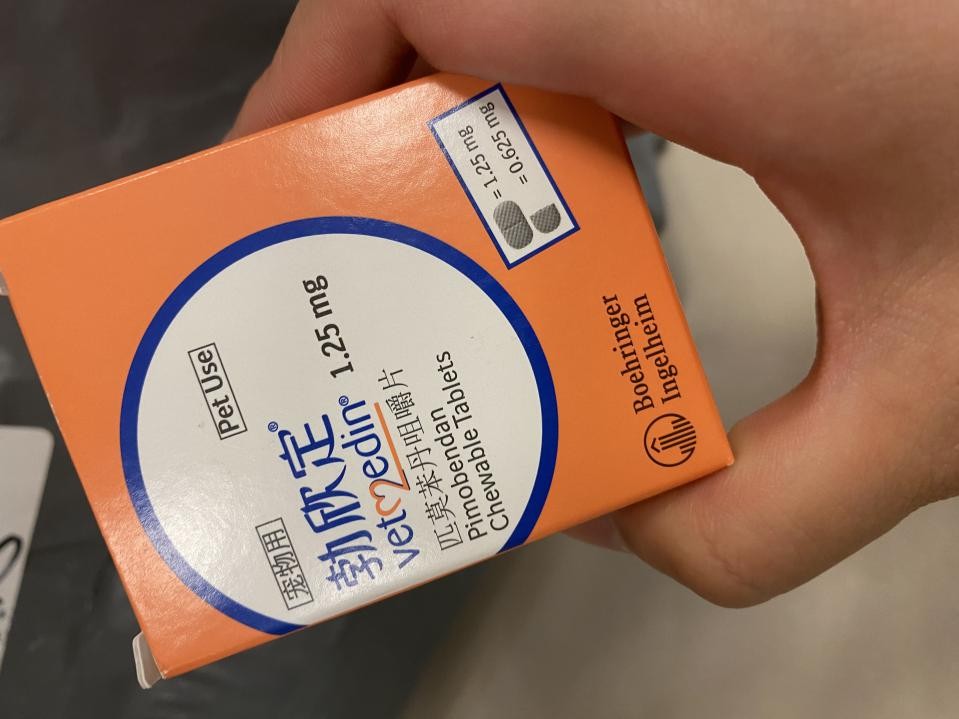 宠物用
Pet Use
勃欣定®
vetmedin® 1.25 mg
匹莫苯丹咀嚼片
Pimobendan
Chewable Tablets
= 1.25 mg
= 0.625 mg
Boehringer
Ingelheim